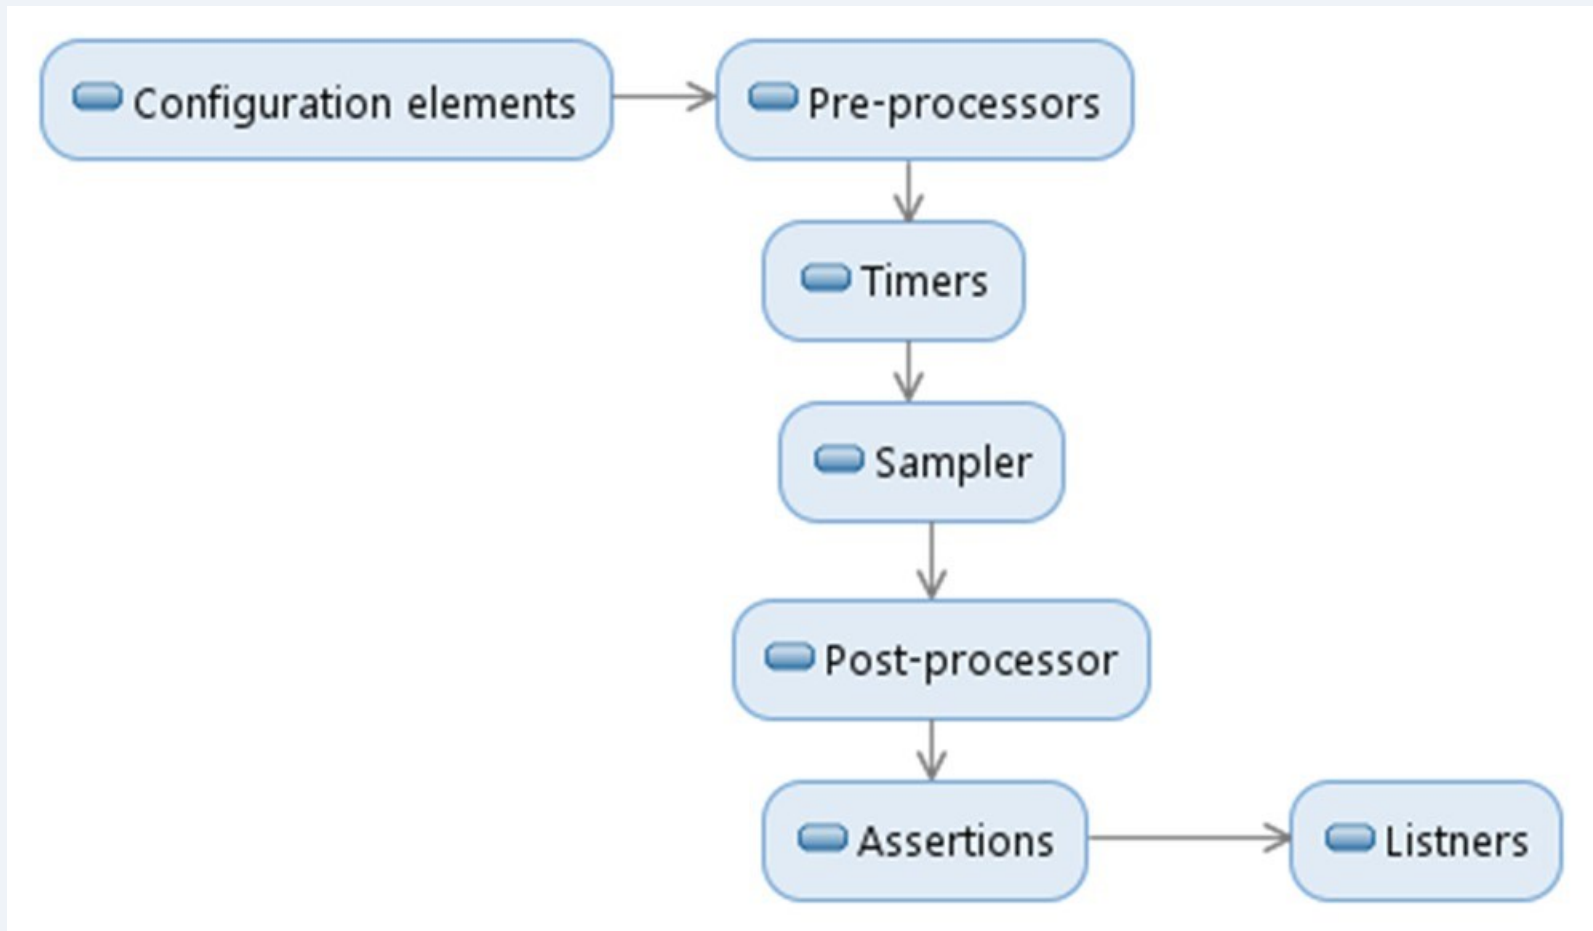 Configuration elements
Pre-processors
Timers
Sampler
Post-processor
Assertions
Listners